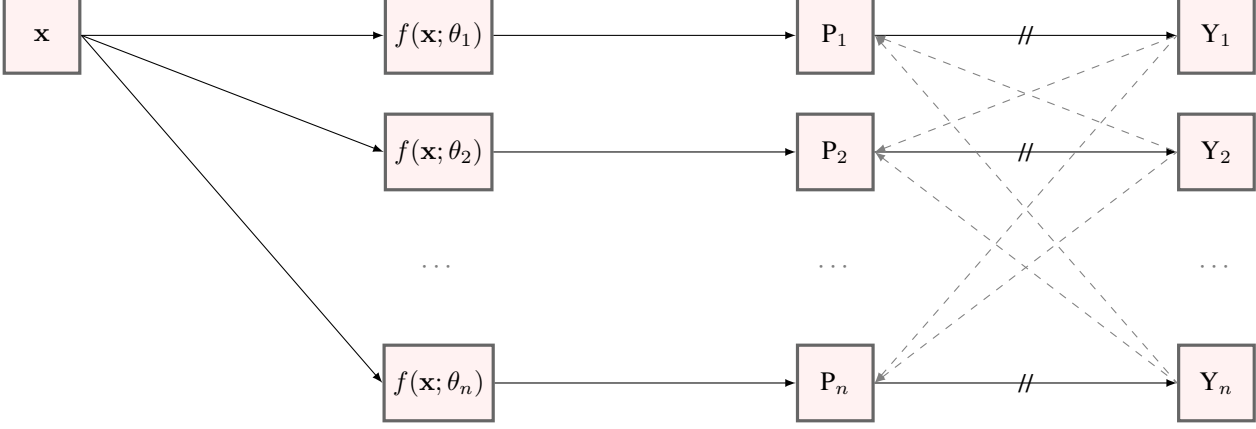 x f(x; θ₁) P₁ // Y₁
f(x; θ₂) P₂ // Y₂
... ... ...
f(x; θₙ) Pₙ // Yₙ